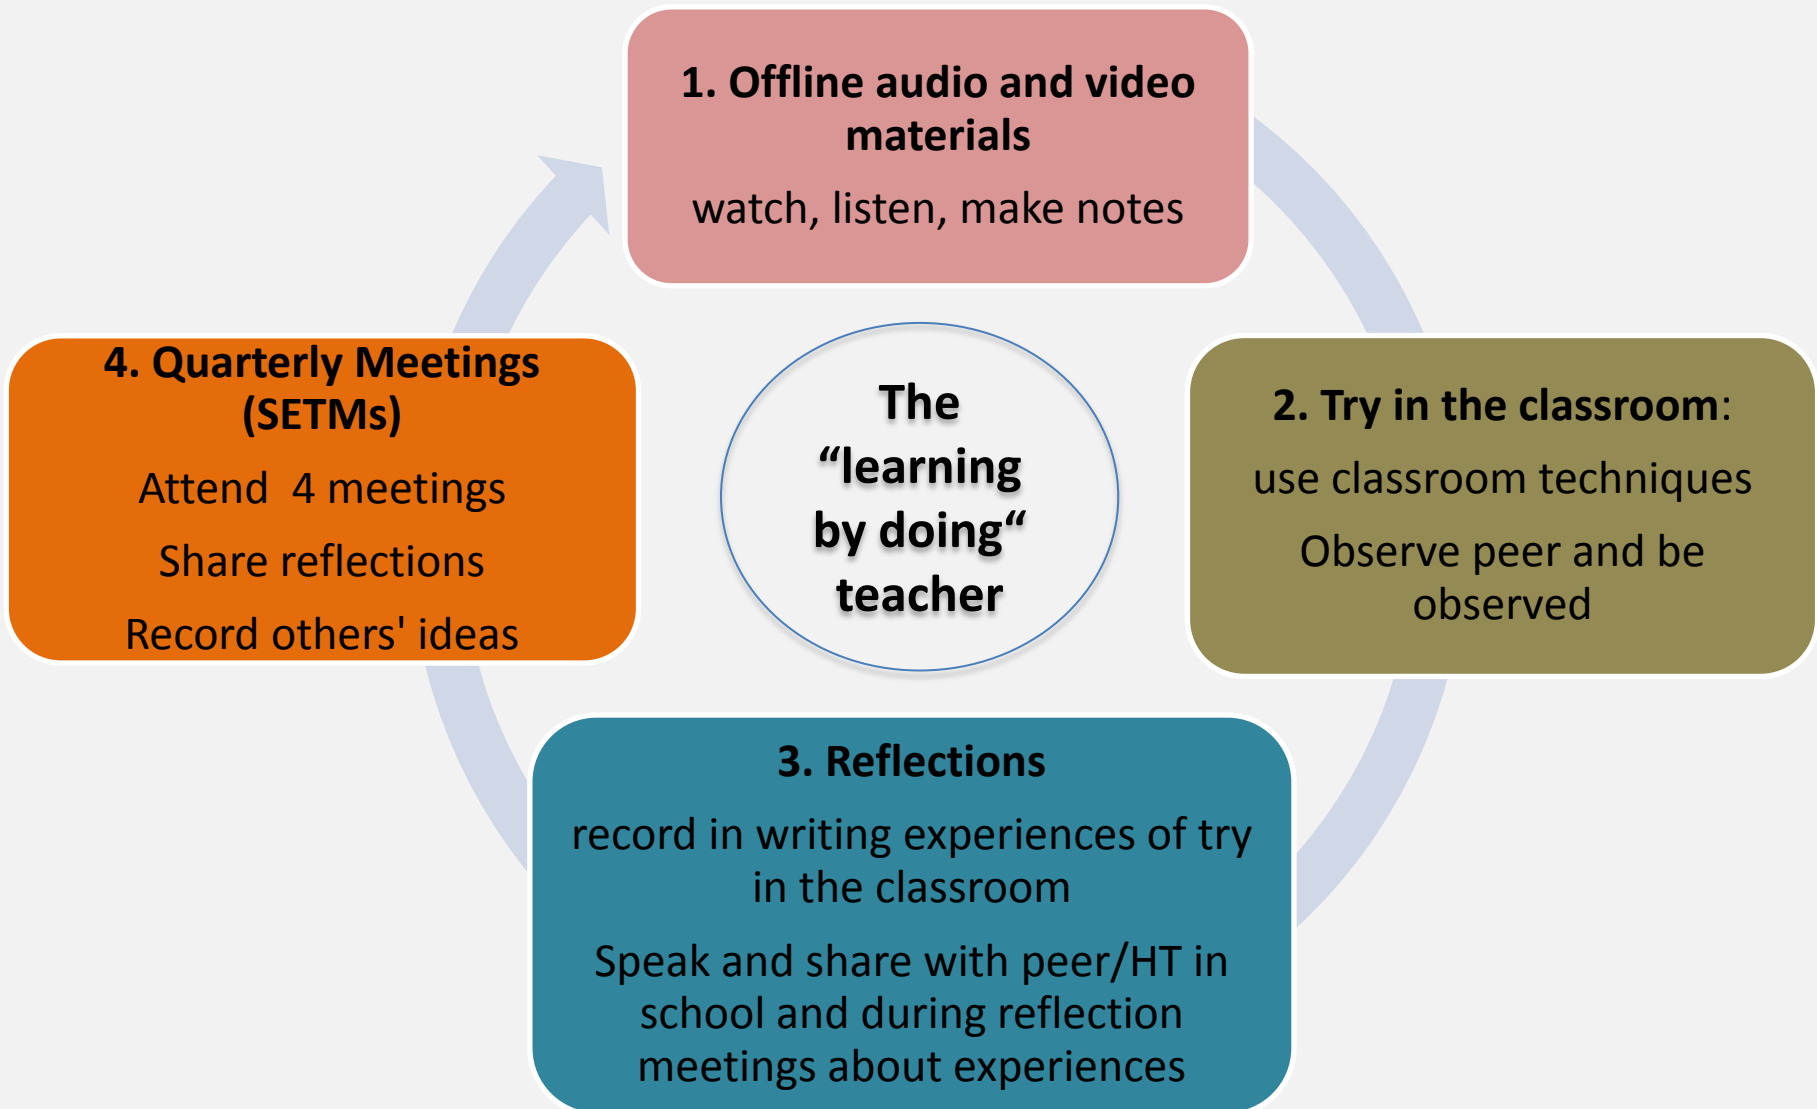 1. Offline audio and video
materials
watch, listen, make notes
4. Quarterly Meetings
(SETMs)
Attend  4 meetings
Share reflections
Record others' ideas
The
“learning
by doing“
teacher
2. Try in the classroom:
use classroom techniques
Observe peer and be
observed
3. Reflections
record in writing experiences of try
in the classroom
Speak and share with peer/HT in
school and during reflection
meetings about experiences